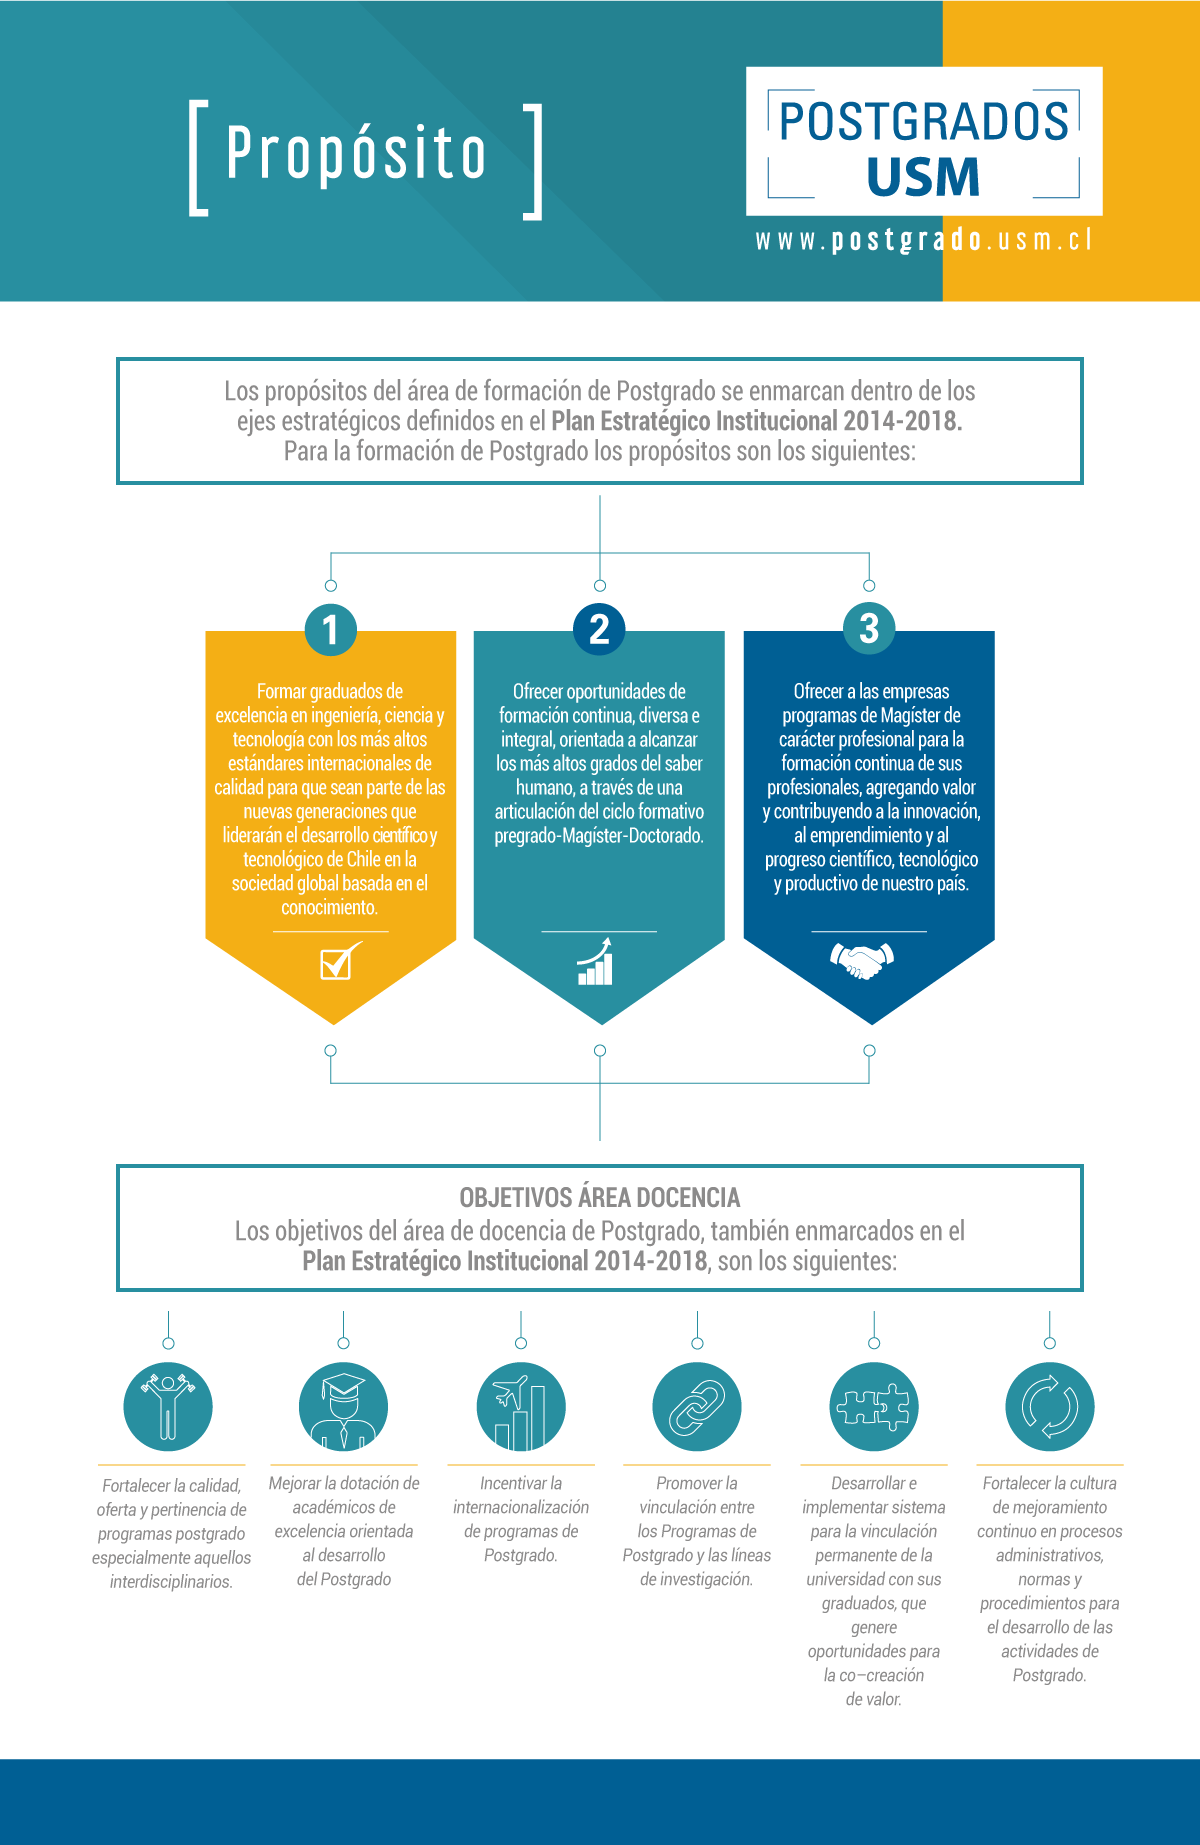 [ Propósito ]
POSTGRADOS
USM
www.postgrado.usm.cl
Los propósitos del área de formación de Postgrado se enmarcan dentro de los
ejes estratégicos definidos en el Plan Estratégico Institucional 2014-2018.
Para la formación de Postgrado los propósitos son los siguientes:
1
Formar graduados de
excelencia en ingeniería, ciencia y
tecnología con los más altos
estándares internacionales de
calidad para que sean parte de las
nuevas generaciones que
liderarán el desarrollo científico y
tecnológico de Chile en la
sociedad global basada en el
conocimiento.
2
Ofrecer oportunidades de
formación continua, diversa e
integral, orientada a alcanzar
los más altos grados del saber
humano, a través de una
articulación del ciclo formativo
pregrado-Magíster-Doctorado.
3
Ofrecer a las empresas
programas de Magíster de
carácter profesional para la
formación continua de sus
profesionales, agregando valor
y contribuyendo a la innovación,
al emprendimiento y al
progreso científico, tecnológico
y productivo de nuestro país.
OBJETIVOS ÁREA DOCENCIA
Los objetivos del área de docencia de Postgrado, también enmarcados en el
Plan Estratégico Institucional 2014-2018, son los siguientes:
Fortalecer la calidad,
oferta y pertinencia de
programas postgrado
especialmente aquellos
interdisciplinarios.
Mejorar la dotación de
académicos de
excelencia orientada
al desarrollo
del Postgrado
Incentivar la
internacionalización
de programas de
Postgrado.
Promover la
vinculación entre
los Programas de
Postgrado y las líneas
de investigación.
Desarrollar e
implementar sistema
para la vinculación
permanente de la
universidad con sus
graduados, que
genere
oportunidades para
la co–creación
de valor.
Fortalecer la cultura
de mejoramiento
continuo en procesos
administrativos,
normas y
procedimientos para
el desarrollo de las
actividades de
Postgrado.